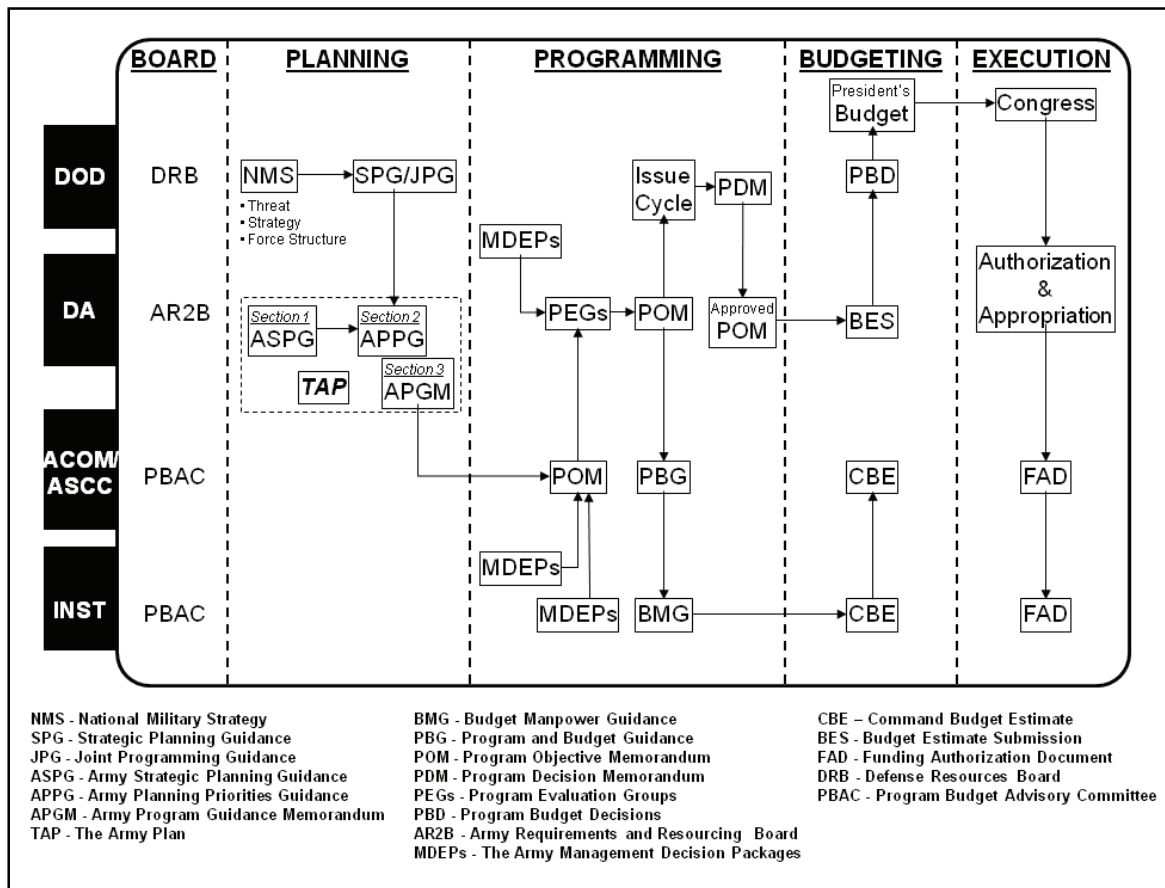 BOARD PLANNING PROGRAMMING BUDGETING EXECUTION
President's
Budget
Congress
DOD
DRB
NMS
SPG/JPG
▪ Threat
▪ Strategy
▪ Force Structure
Issue
Cycle
PDM
PBD
MDEPs
DA
AR2B
Section 1
ASPG
Section 2
APPG
Section 3
APGM
TAP
PEGs
POM
Approved
POM
BES
Authorization
&
Appropriation
ACOM/
ASCC
PBAC
POM
PBG
CBE
FAD
MDEPs
INST
PBAC
MDEPs
BMG
CBE
FAD
NMS - National Military Strategy
SPG - Strategic Planning Guidance
JPG - Joint Programming Guidance
ASPG - Army Strategic Planning Guidance
APPG - Army Planning Priorities Guidance
APGM - Army Program Guidance Memorandum
TAP - The Army Plan
BMG - Budget Manpower Guidance
PBG - Program and Budget Guidance
POM - Program Objective Memorandum
PDM - Program Decision Memorandum
PEGs - Program Evaluation Groups
PBD - Program Budget Decisions
AR2B - Army Requirements and Resourcing Board
MDEPs - The Army Management Decision Packages
CBE – Command Budget Estimate
BES - Budget Estimate Submission
FAD - Funding Authorization Document
DRB - Defense Resources Board
PBAC - Program Budget Advisory Committee